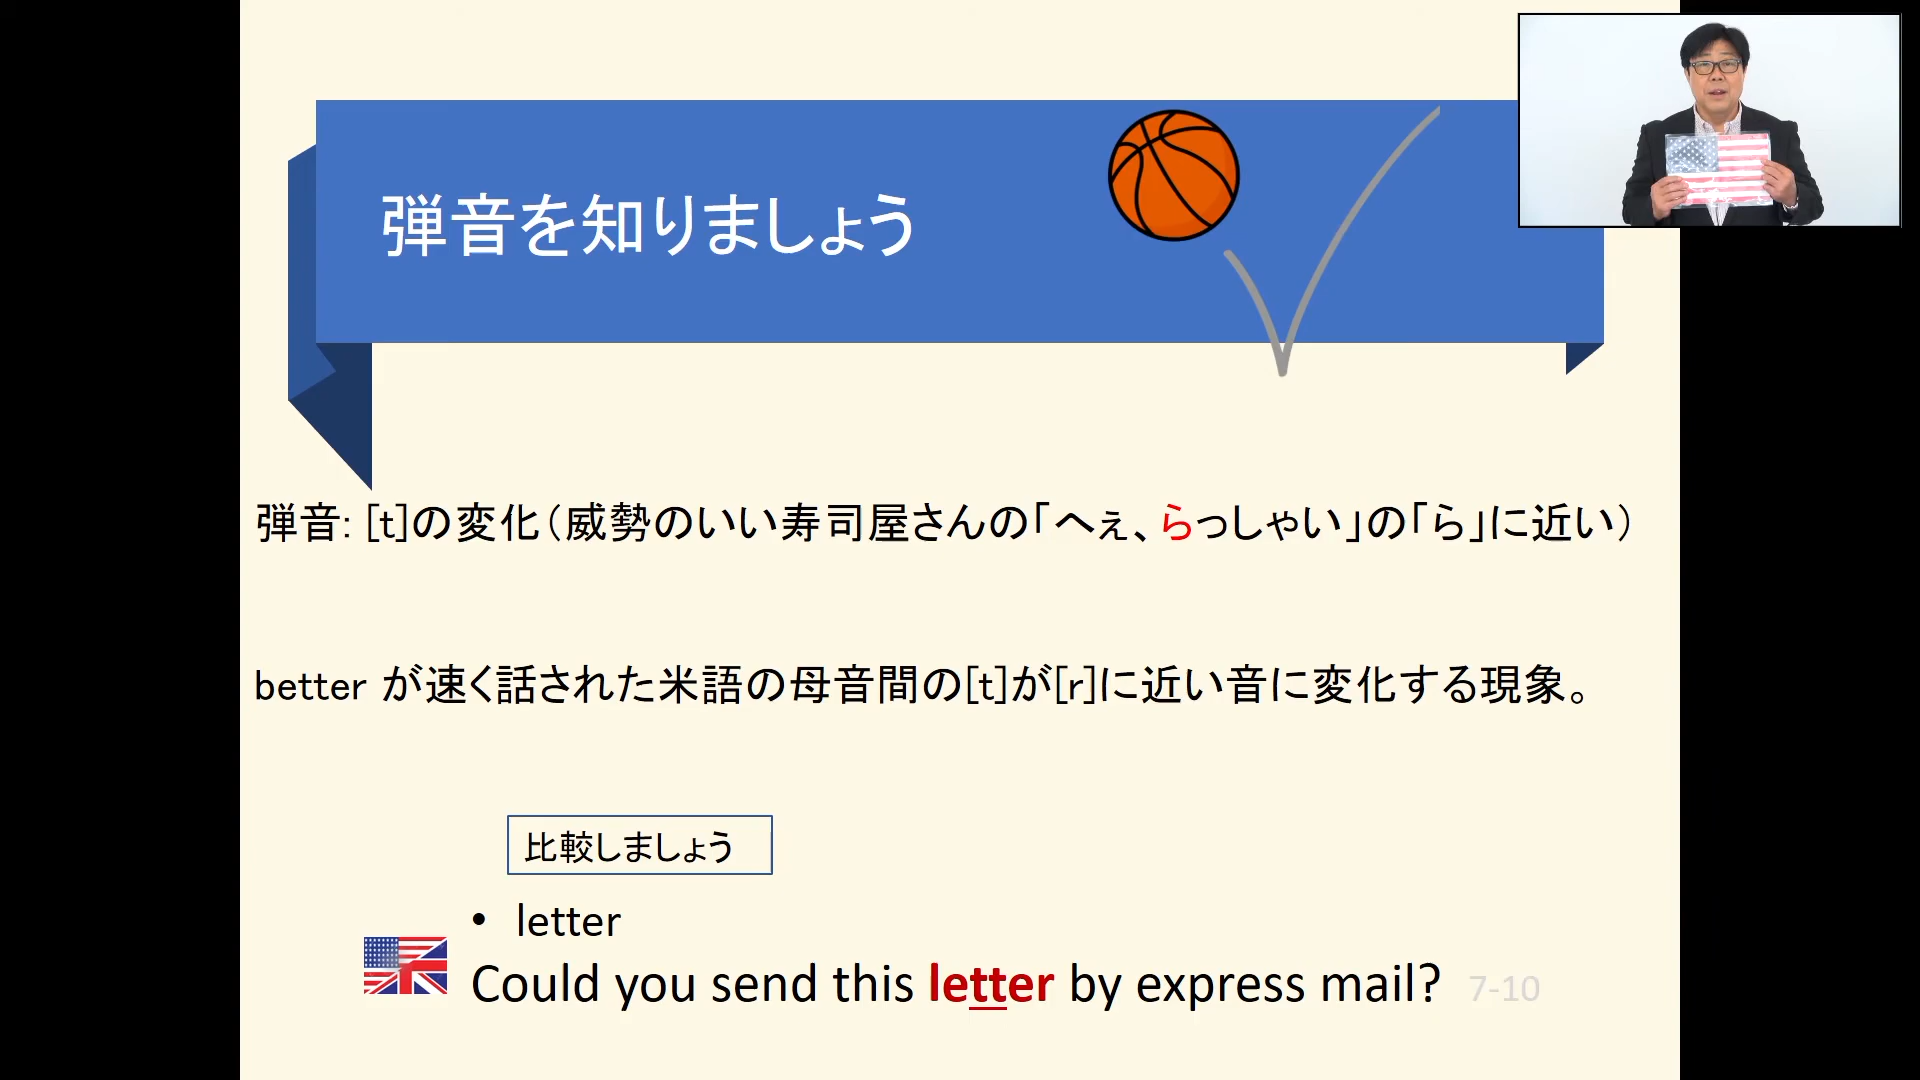 弾音を知りましょう
弾音: [t]の変化（威勢のいい寿司屋さんの「へぇ、らっしゃい」の「ら」に近い）
better が速く話された米語の母音間の[t]が[r]に近い音に変化する現象。
比較しましょう
• letter
Could you send this letter by express mail? 7-10